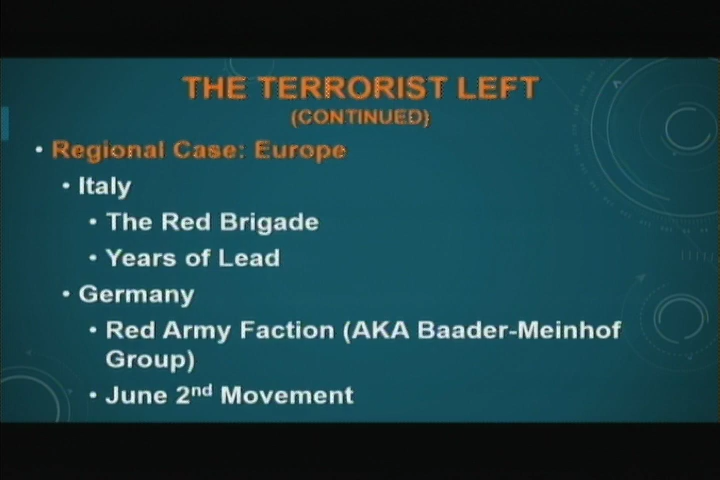 THE TERRORIST LEFT
(CONTINUED)
• Regional Case: Europe
• Italy
• The Red Brigade
• Years of Lead
• Germany
• Red Army Faction (AKA Baader-Meinhof
Group)
• June 2nd Movement